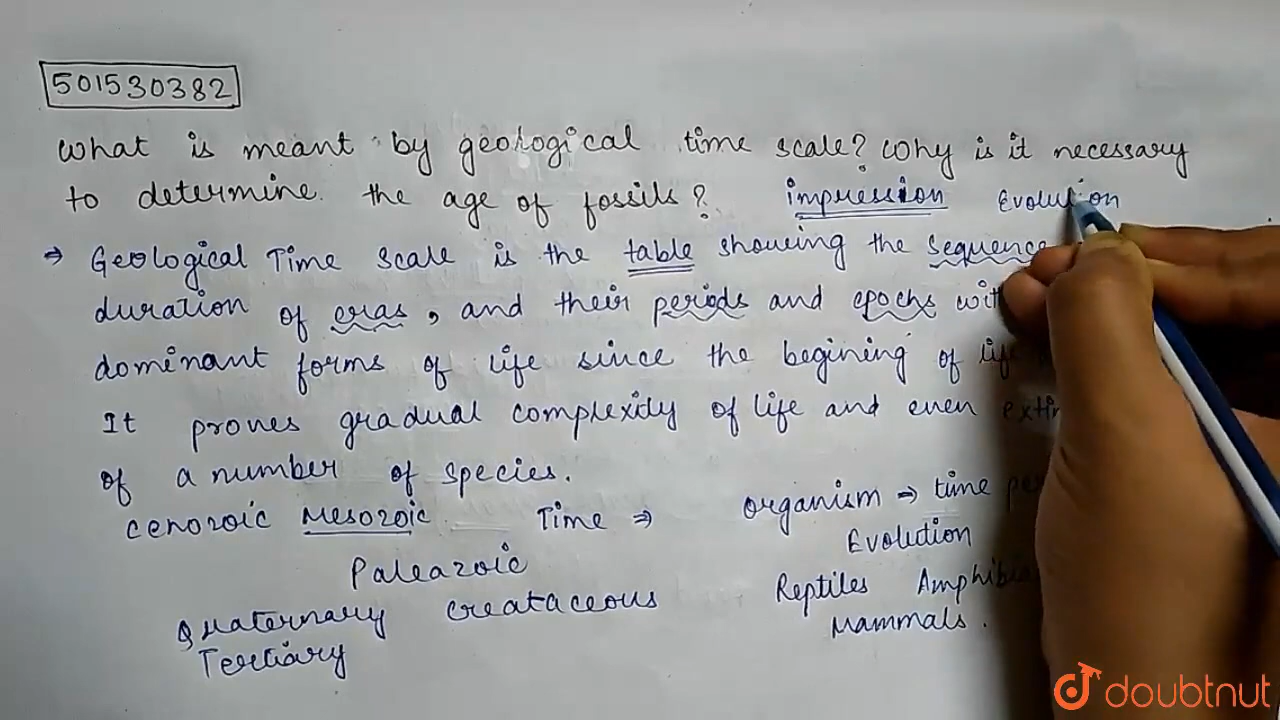 501530382
What is meant by geological time scale? Why is it necessary
to determine the age of fossils? impression Evolution
⇒ Geological Time scale is the table showing the sequence
duration of eras, and their periods and epochs
dominant forms of life since the begining of life
It proves gradual complexity of life and even
of a number of species.
Cenozoic Mesozoic Time ⇒ organism ⇒ time
Evolution
Paleazoic
Reptiles
Quaternary Creataceous Mammals.
Tertiary
doubtnut